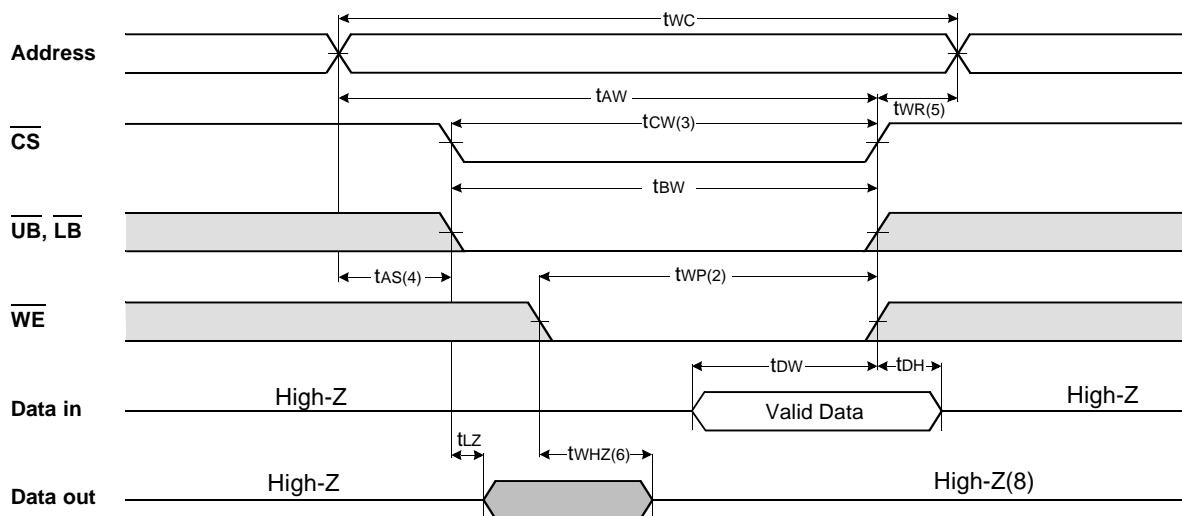 tWC
Address
tAW
tWR(5)
CS
tCW(3)
tBW
UB, LB
tAS(4)
tWP(2)
WE
tDW
tDH
Data in
High-Z
Valid Data
High-Z
tLZ
tWHZ(6)
Data out
High-Z
High-Z(8)